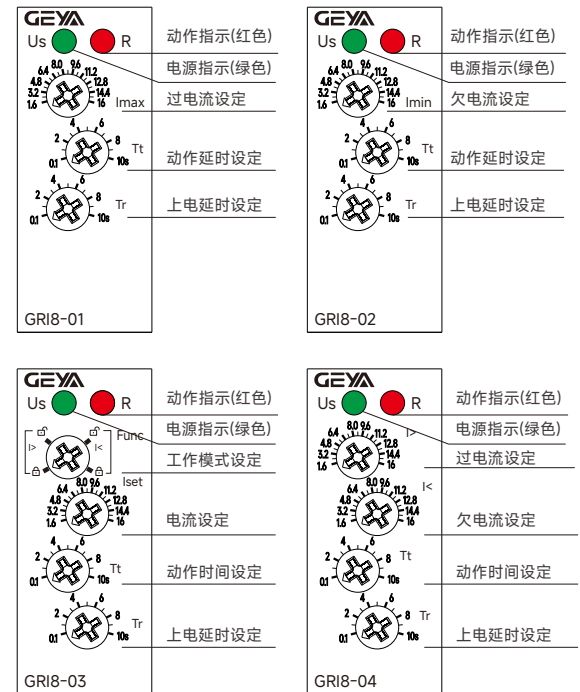 GEYA
Us R 动作指示(红色)
电源指示(绿色)
1.6 3.2 4.8 6.4 8.0 9.6 11.2 12.8 14.4 16 Imax 过电流设定
0.1 2 4 6 8 10s Tt 动作延时设定
0.1 2 4 6 8 10s Tr 上电延时设定
GRI8-01
GEYA
Us R 动作指示(红色)
电源指示(绿色)
1.6 3.2 4.8 6.4 8.0 9.6 11.2 12.8 14.4 16 Imin 欠电流设定
0.1 2 4 6 8 10s Tt 动作延时设定
0.1 2 4 6 8 10s Tr 上电延时设定
GRI8-02
GEYA
Us R 动作指示(红色)
电源指示(绿色)
I> I< Func 工作模式设定
Iset
1.6 3.2 4.8 6.4 8.0 9.6 11.2 12.8 14.4 16 电流设定
0.1 2 4 6 8 10s Tt 动作时间设定
0.1 2 4 6 8 10s Tr 上电延时设定
GRI8-03
GEYA
Us R 动作指示(红色)
电源指示(绿色)
I>
1.6 3.2 4.8 6.4 8.0 9.6 11.2 12.8 14.4 16 过电流设定
I<
1.6 3.2 4.8 6.4 8.0 9.6 11.2 12.8 14.4 16 欠电流设定
0.1 2 4 6 8 10s Tt 动作时间设定
0.1 2 4 6 8 10s Tr 上电延时设定
GRI8-04